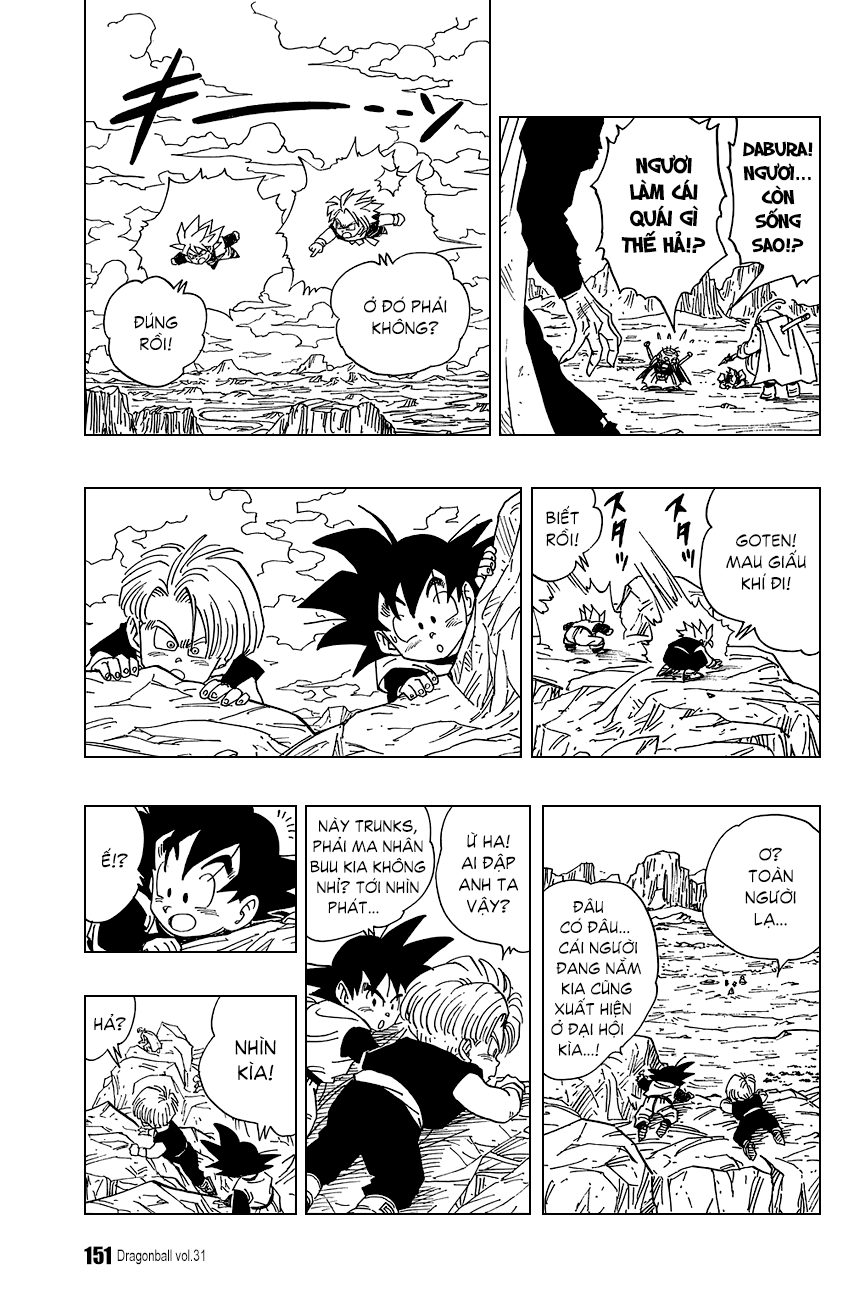 DABURA!
NGƯƠI...
CÒN
SỐNG
SAO!?
NGƯƠI
LÀM CÁI
QUÁI GÌ
THẾ HẢ!?
キーーン
Ở ĐÓ PHẢI
KHÔNG?
ĐÚNG
RỒI!
GOTEN!
MAU GIẤU
KHÍ ĐI!
スタッ
スタッ
BIẾT
RỒI!
Ơ?
TOÀN
NGƯỜI
LẠ...
ĐÂU
CÓ ĐÂU...
CÁI NGƯỜI
ĐANG NẰM
KIA CŨNG
XUẤT HIỆN
Ở ĐẠI HỘI
KÌA...!
Ừ HA!
AI ĐẬP
ANH TA
VẬY?
NÀY TRUNKS,
PHẢI MA NHÂN
BUU KIA KHÔNG
NHỈ? TỚI NHÌN
PHÁT...
Ế!?
NHÌN
KÌA!
HẢ?
151 Dragonball vol.31